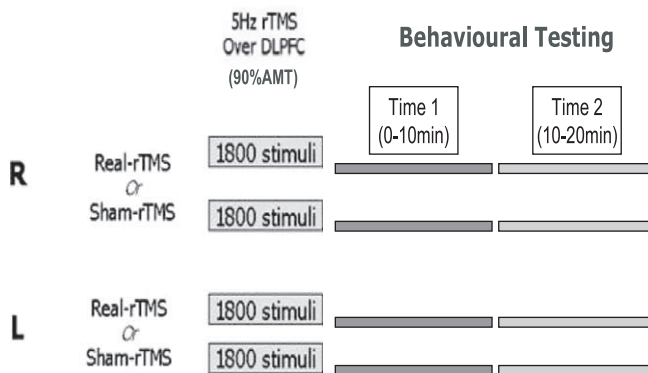 5Hz rTMS
Over DLPFC
(90%AMT)
Behavioural Testing
Time 1
(0-10min)
Time 2
(10-20min)
R
Real-rTMS
Or
Sham-rTMS
1800 stimuli
1800 stimuli
L
Real-rTMS
Or
Sham-rTMS
1800 stimuli
1800 stimuli